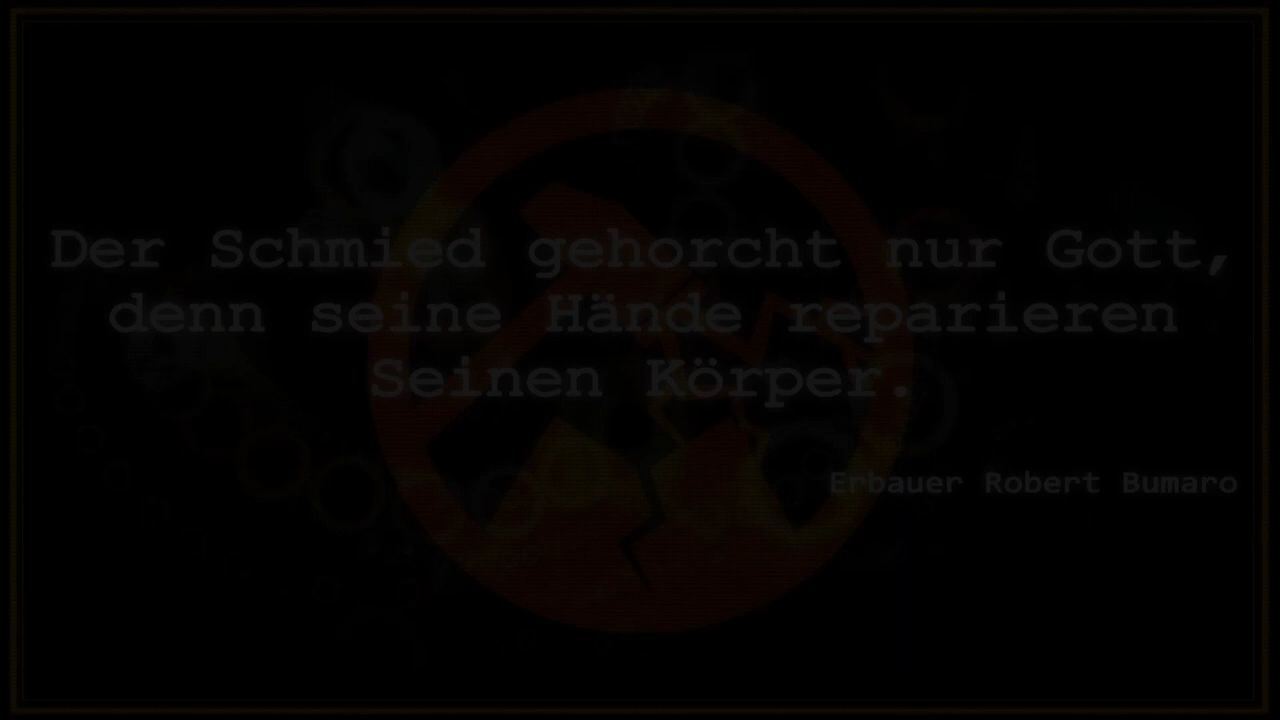 Der Schmied gehorcht nur Gott,
denn seine Hände reparieren
Seinen Körper.
Erbauer Robert Bumaro